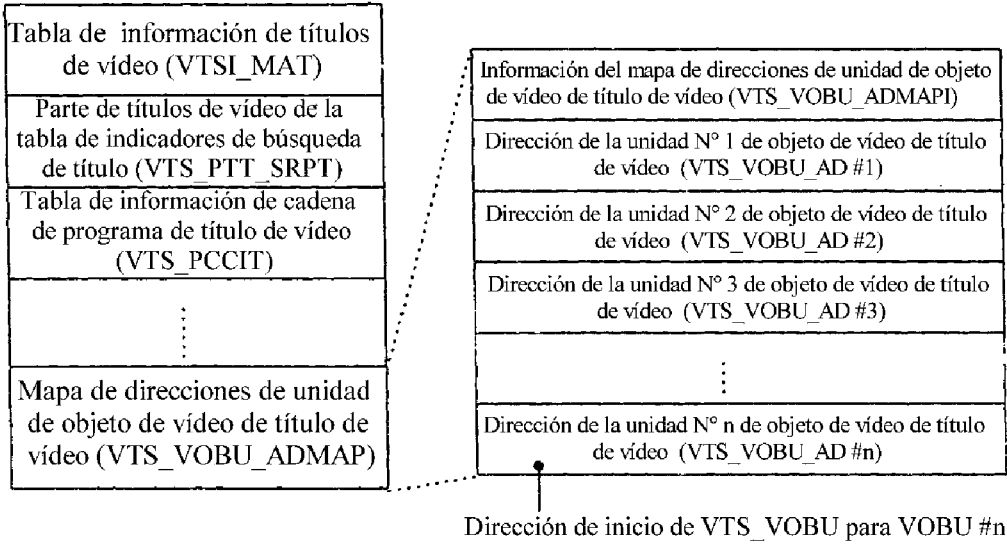 Tabla de información de títulos
de vídeo (VTSI_MAT)
Parte de títulos de vídeo de la
tabla de indicadores de búsqueda
de título (VTS_PTT_SRPT)
Tabla de información de cadena
de programa de título de vídeo
(VTS_PCCIT)
Mapa de direcciones de unidad
de objeto de vídeo de título de
vídeo (VTS_VOBU_ADMAP)
Información del mapa de direcciones de unidad de objeto
de vídeo de título de vídeo (VTS_VOBU_ADMAPI)
Dirección de la unidad Nº 1 de objeto de vídeo de título
de vídeo (VTS_VOBU_AD #1)
Dirección de la unidad Nº 2 de objeto de vídeo de título
de vídeo (VTS_VOBU_AD #2)
Dirección de la unidad Nº 3 de objeto de vídeo de título
de vídeo (VTS_VOBU_AD #3)
Dirección de la unidad Nº n de objeto de vídeo de título
de vídeo (VTS_VOBU_AD #n)
Dirección de inicio de VTS_VOBU para VOBU #n